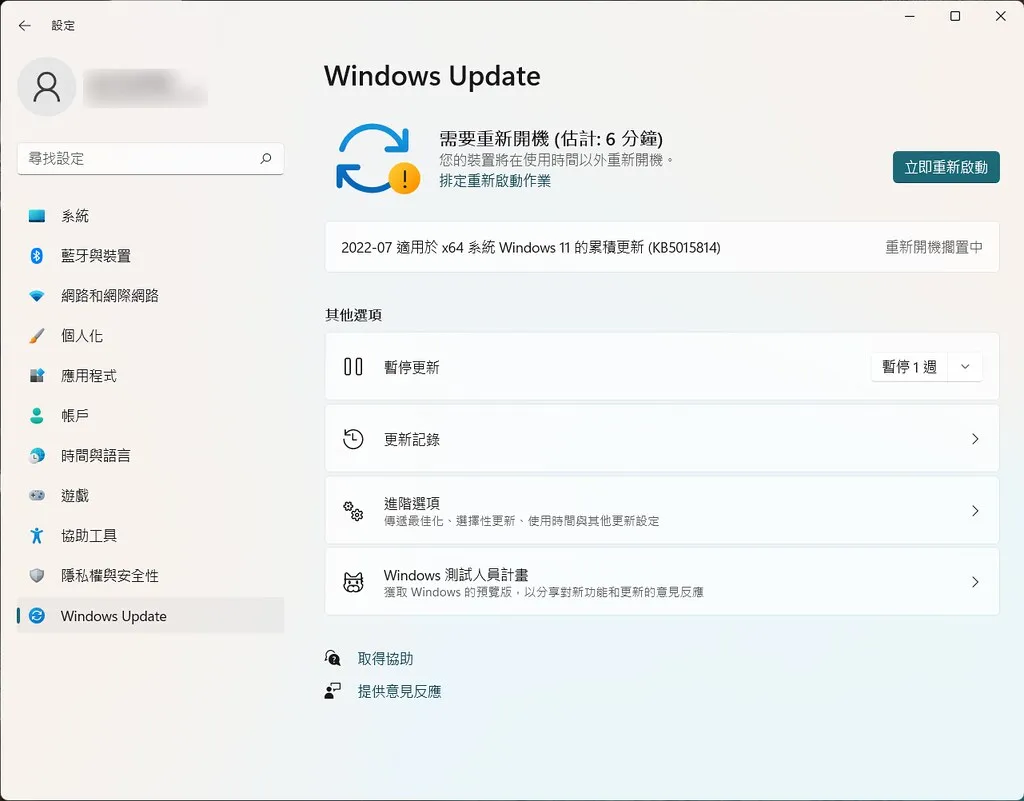 設定
尋找設定
系統
藍牙與裝置
網路和網際網路
個人化
應用程式
帳戶
時間與語言
遊戲
協助工具
隱私權與安全性
Windows Update
Windows Update
需要重新開機 (估計: 6 分鐘)
您的裝置將在使用時間以外重新開機。
排定重新啟動作業
立即重新啟動
2022-07 適用於 x64 系統 Windows 11 的累積更新 (KB5015814)
重新開機擱置中
其他選項
暫停更新
暫停 1 週
更新記錄
進階選項
傳遞最佳化、選擇性更新、使用時間與其他更新設定
Windows 測試人員計畫
獲取 Windows 的預覽版，以分享對新功能和更新的意見反應
取得協助
提供意見反應